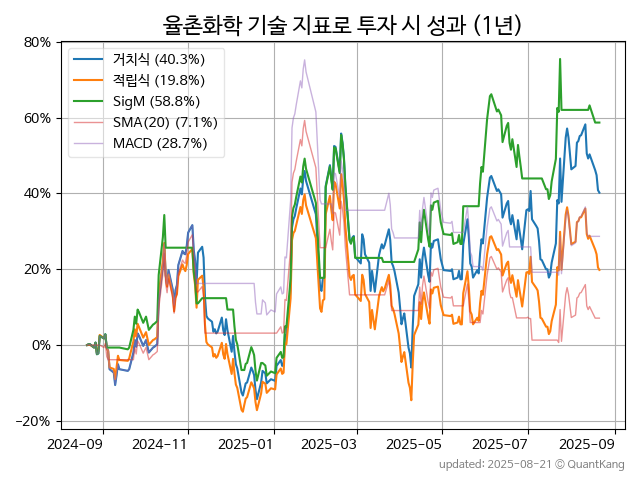 율촌화학 기술 지표로 투자 시 성과 (1년)
80%
60%
40%
20%
0%
−20%
거치식 (40.3%)
적립식 (19.8%)
SigM (58.8%)
SMA(20) (7.1%)
MACD (28.7%)
2024-09 2024-11 2025-01 2025-03 2025-05 2025-07 2025-09
updated: 2025-08-21 © QuantKang